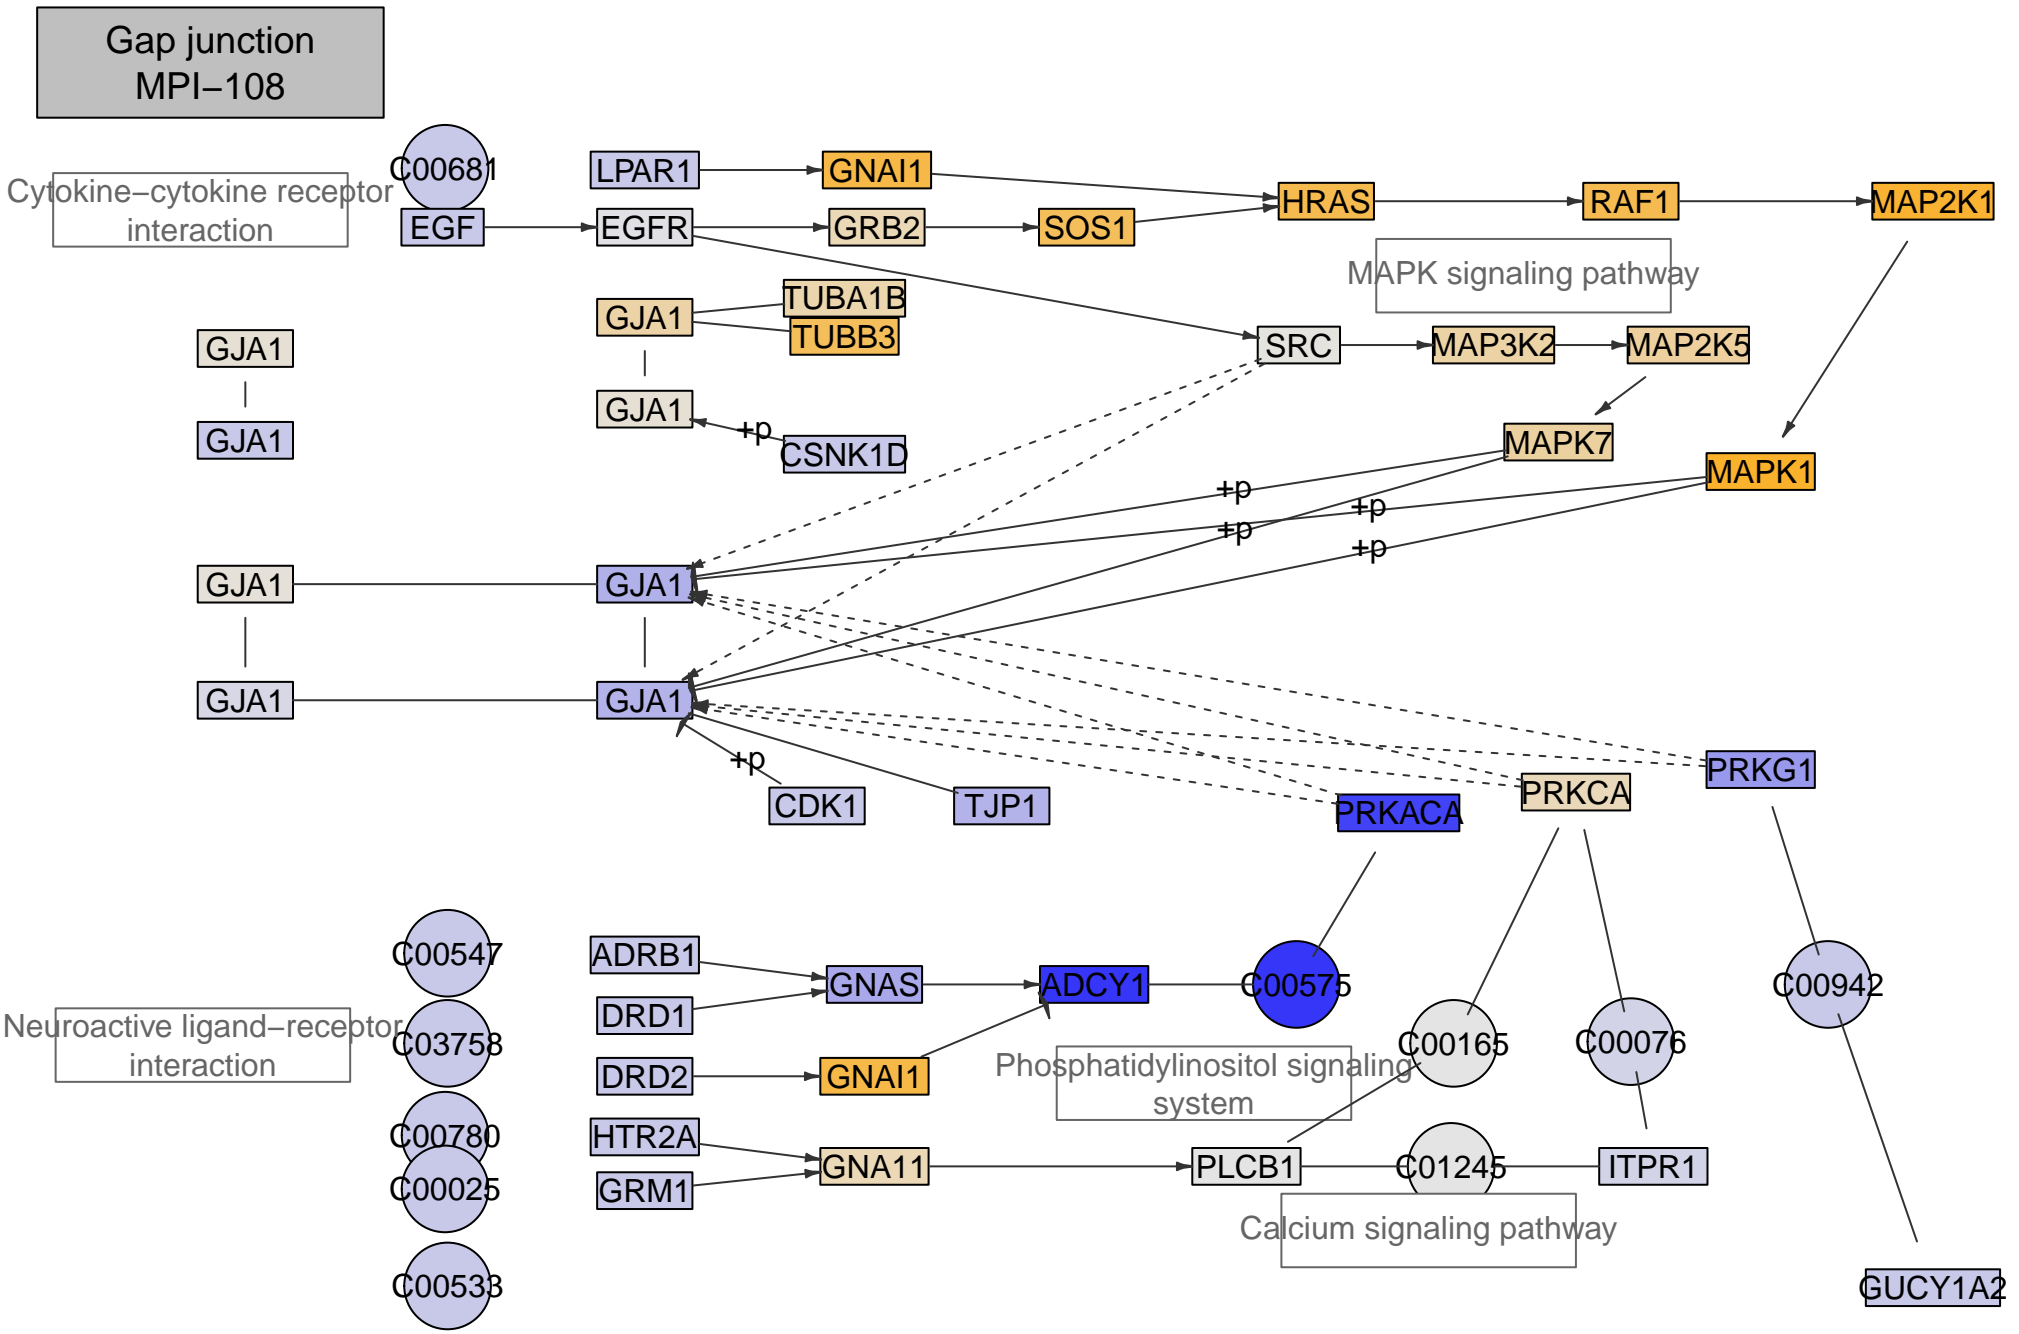 Gap junction
MPI−108
C00681
Cytokine−cytokine receptor
interaction
LPAR1
GNAI1
HRAS
RAF1
MAP2K1
EGF
EGFR
GRB2
SOS1
MAPK signaling pathway
TUBA1B
GJA1
TUBB3
GJA1
SRC
MAP3K2
MAP2K5
GJA1
+p
GJA1
CSNK1D
MAPK7
MAPK1
+p
+p
+p
+p
GJA1
GJA1
GJA1
GJA1
+p
CDK1
TJP1
PRKACA
PRKCA
PRKG1
C00547
ADRB1
GNAS
ADCY1
C00575
C00942
DRD1
Neuroactive ligand−receptor
interaction
C03758
C00165
C00076
DRD2
GNAI1
Phosphatidylinositol signaling
system
C00780
HTR2A
GNA11
PLCB1
C01245
ITPR1
C00025
GRM1
Calcium signaling pathway
C00533
GUCY1A2